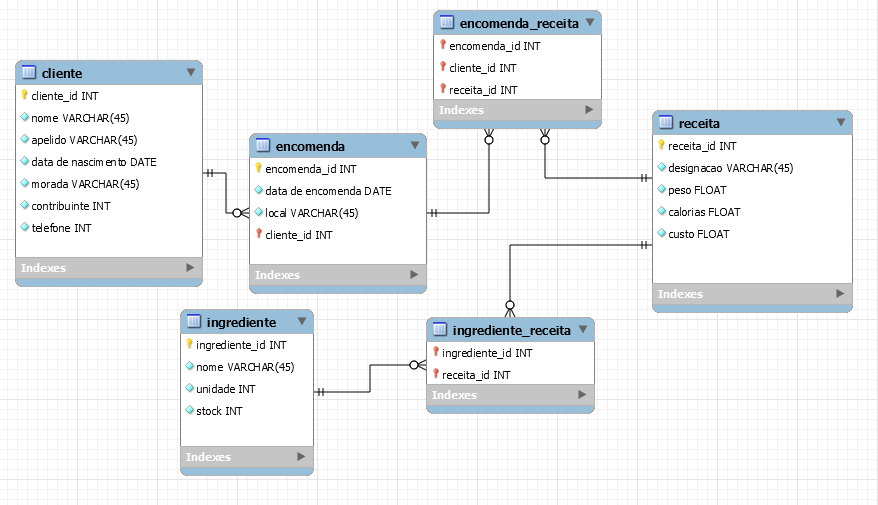 cliente
cliente_id INT
nome VARCHAR(45)
apelido VARCHAR(45)
data de nascimento DATE
morada VARCHAR(45)
contribuinte INT
telefone INT
Indexes
encomenda
encomenda_id INT
data de encomenda DATE
local VARCHAR(45)
cliente_id INT
Indexes
encomenda_receita
encomenda_id INT
cliente_id INT
receita_id INT
Indexes
receita
receita_id INT
designacao VARCHAR(45)
peso FLOAT
calorias FLOAT
custo FLOAT
Indexes
ingrediente
ingrediente_id INT
nome VARCHAR(45)
unidade INT
stock INT
Indexes
ingrediente_receita
ingrediente_id INT
receita_id INT
Indexes